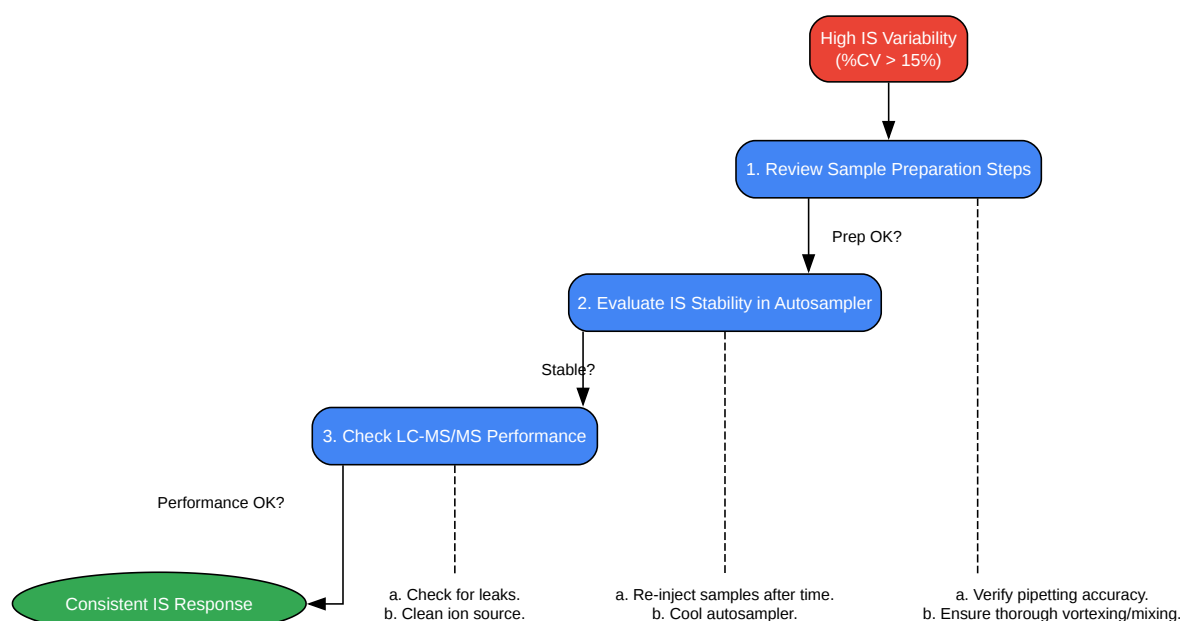 High IS Variability
(%CV > 15%)
1. Review Sample Preparation Steps
Prep OK?
2. Evaluate IS Stability in Autosampler
Stable?
3. Check LC-MS/MS Performance
Performance OK?
Consistent IS Response
a. Check for leaks.
b. Clean ion source.
a. Re-inject samples after time.
b. Cool autosampler.
a. Verify pipetting accuracy.
b. Ensure thorough vortexing/mixing.